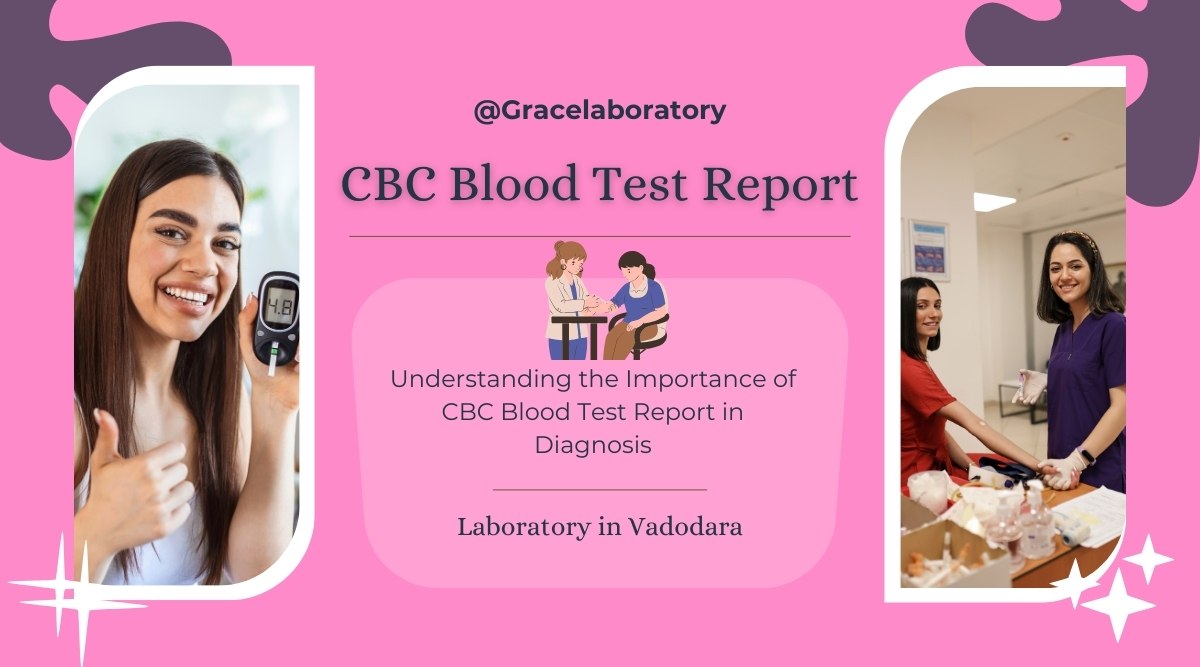 @Gracelaboratory
CBC Blood Test Report
4.8
Understanding the Importance of
CBC Blood Test Report in
Diagnosis
Laboratory in Vadodara